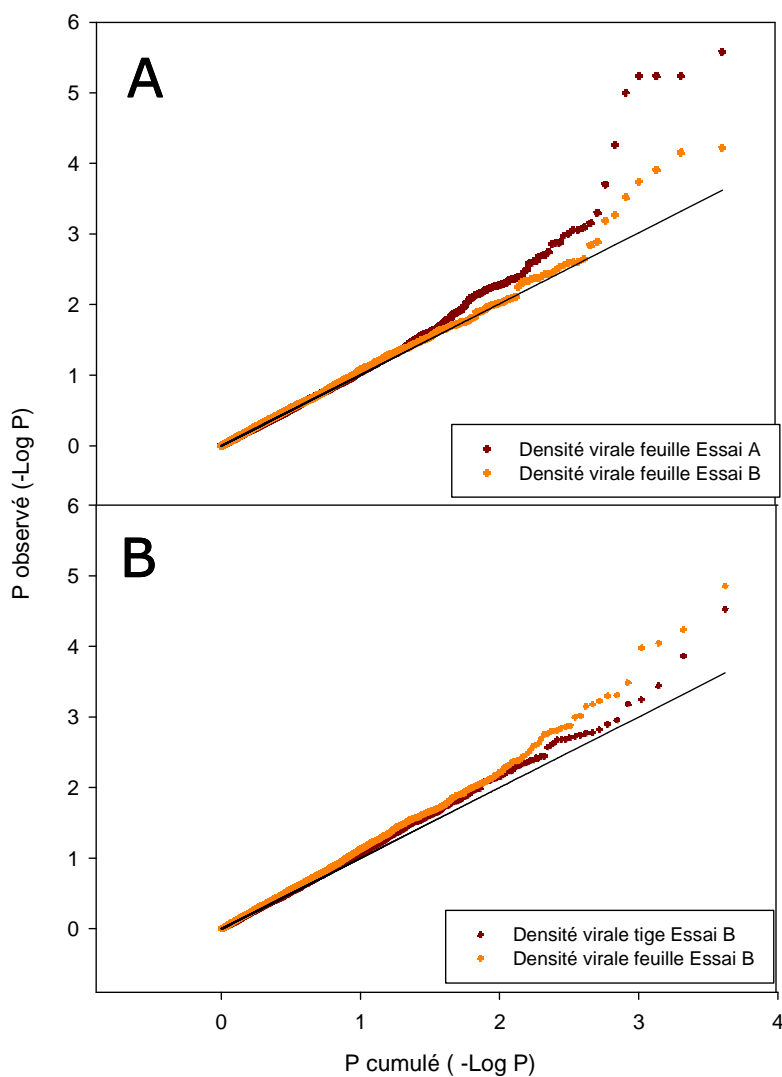 6
A
5
4
3
2
1
0
Densité virale feuille Essai A
Densité virale feuille Essai B
P observé (-Log P)
6
B
5
4
3
2
1
0
Densité virale tige Essai B
Densité virale feuille Essai B
0 1 2 3 4
P cumulé ( -Log P)